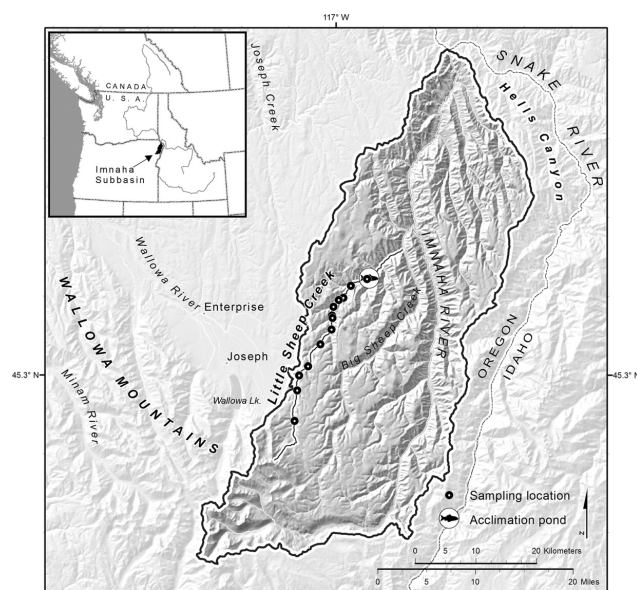 117° W
CANADA
U. S. A.
Imnaha
Subbasin
Joseph Creek
SNAKE RIVER
Hells Canyon
Wallowa River
Enterprise
Little Sheep Creek
IMNAHA RIVER
WALLOWA MOUNTAINS
Big Sheep Creek
Joseph
OREGON
IDAHO
45.3° N
45.3° N
Minam River
Wallowa Lk.
Sampling location
Acclimation pond
N
0 5 10 20 Kilometers
0 5 10 20 Miles